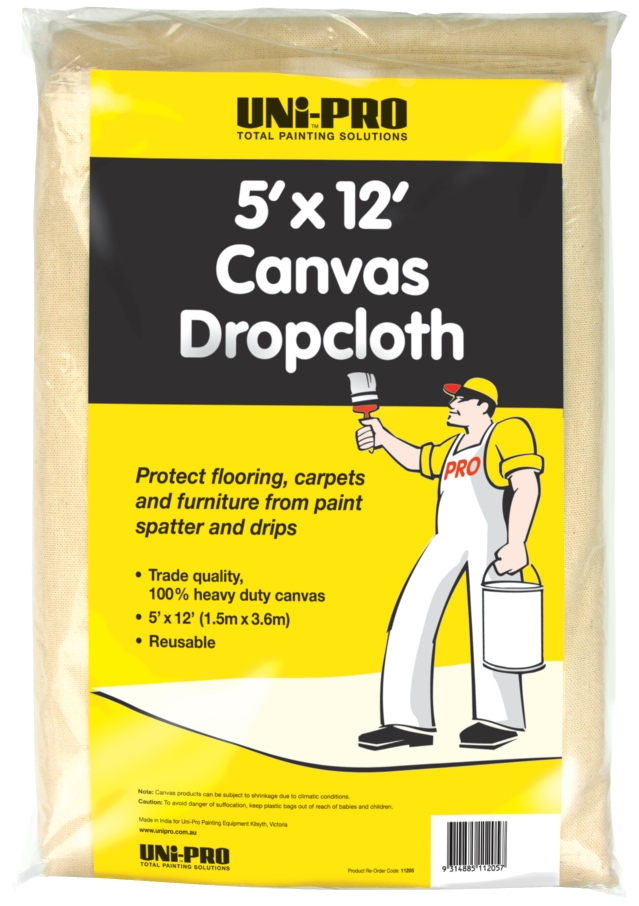 UNi-PRO
TM
TOTAL PAINTING SOLUTIONS
5' x 12'
Canvas
Dropcloth
PRO
Protect flooring, carpets
and furniture from paint
spatter and drips
• Trade quality,
100% heavy duty canvas
• 5' x 12' (1.5m x 3.6m)
• Reusable
Note: Canvas products can be subject to shrinkage due to climatic conditions.
Caution: To avoid danger of suffocation, keep plastic bags out of reach of babies and children.
Made in India for Uni-Pro Painting Equipment Kilsyth, Victoria
www.unipro.com.au
UNi-PRO
TOTAL PAINTING SOLUTIONS
Product Re-Order Code: 11205
9 314885 112057